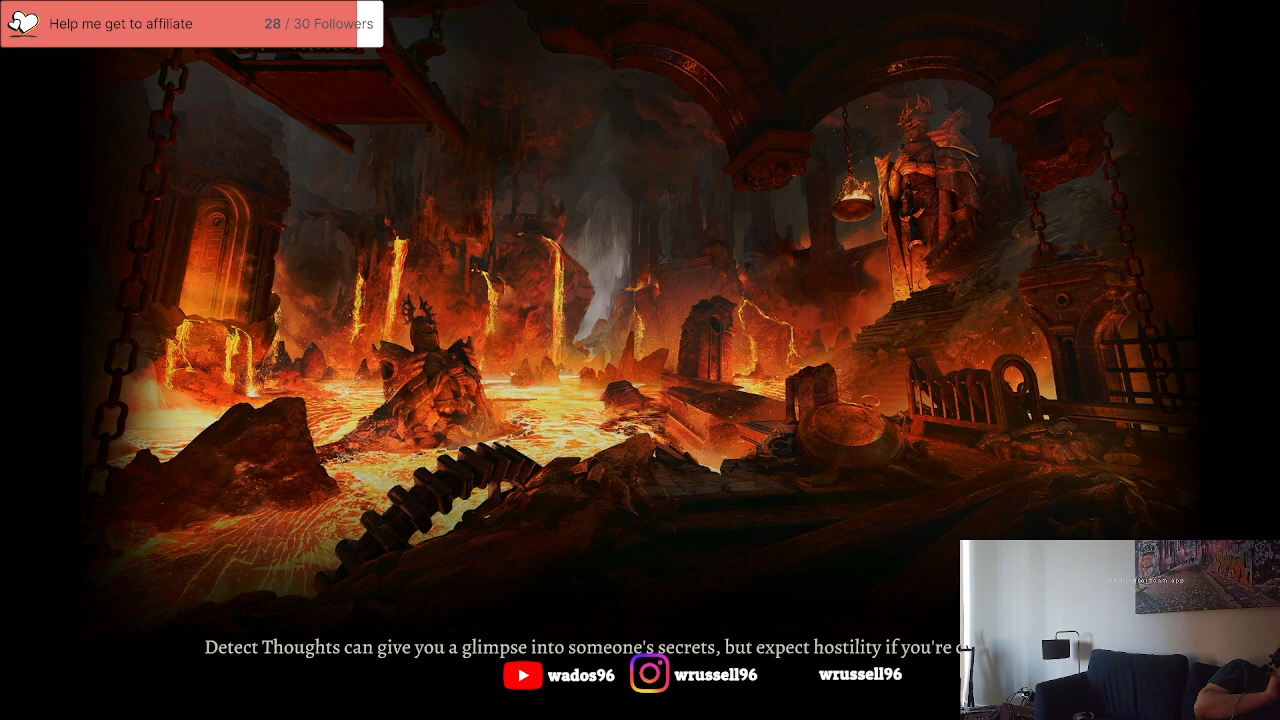 Help me get to affiliate 28 / 30 Followers
Detect Thoughts can give you a glimpse into someone's secrets, but expect hostility if you're
wados96 wrussell96 wrussell96